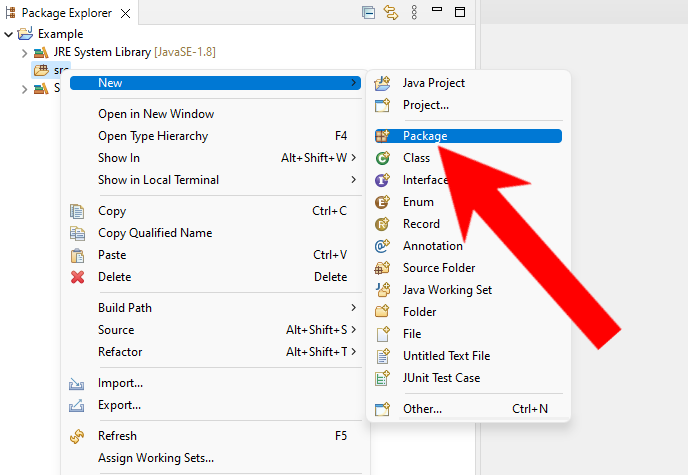 Package Explorer
Example
JRE System Library [JavaSE-1.8]
New
Open in New Window
Open Type Hierarchy F4
Show In Alt+Shift+W
Show in Local Terminal
Copy Ctrl+C
Copy Qualified Name
Paste Ctrl+V
Delete Delete
Build Path
Source Alt+Shift+S
Refactor Alt+Shift+T
Import...
Export...
Refresh F5
Assign Working Sets...
Java Project
Project...
Package
Class
Interface
Enum
Record
Annotation
Source Folder
Java Working Set
Folder
File
Untitled Text File
JUnit Test Case
Other... Ctrl+N